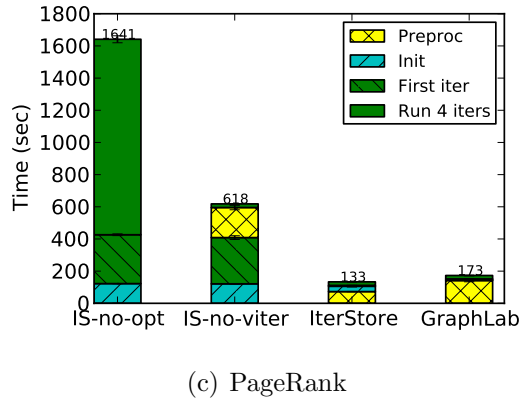 1800
1600
1400
1200
1000
800
600
400
200
0
Time (sec)
Preproc
Init
First iter
Run 4 iters
1641
618
133
173
IS-no-opt IS-no-viter IterStore GraphLab
(c) PageRank